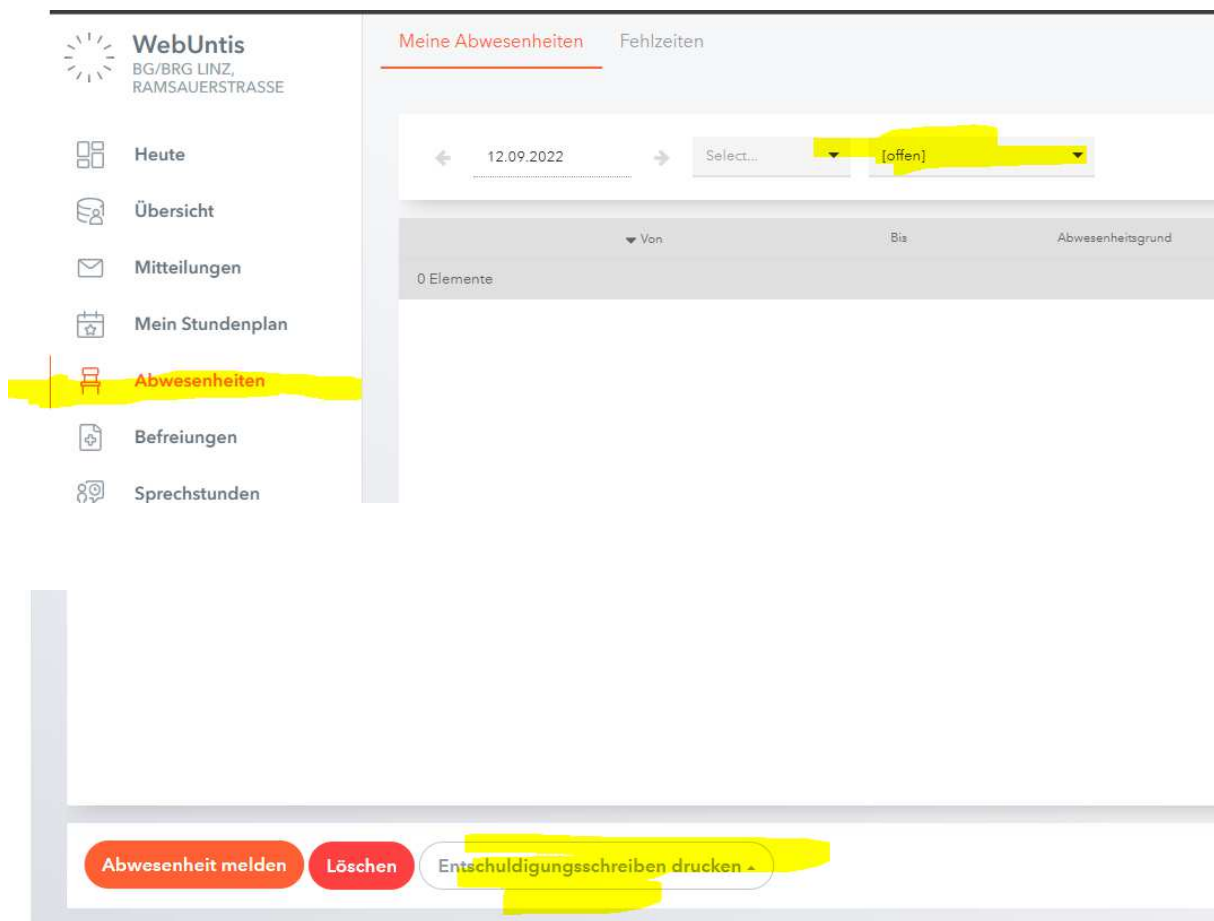 WebUntis
BG/BRG LINZ,
RAMSAUERSTRASSE
Meine Abwesenheiten Fehlzeiten
Heute
Übersicht
Mitteilungen
Mein Stundenplan
Abwesenheiten
Befreiungen
Sprechstunden
12.09.2022 Select... [offen]
Von Bis Abwesenheitsgrund
0 Elemente
Abwesenheit melden Löschen Entschuldigungsschreiben drucken